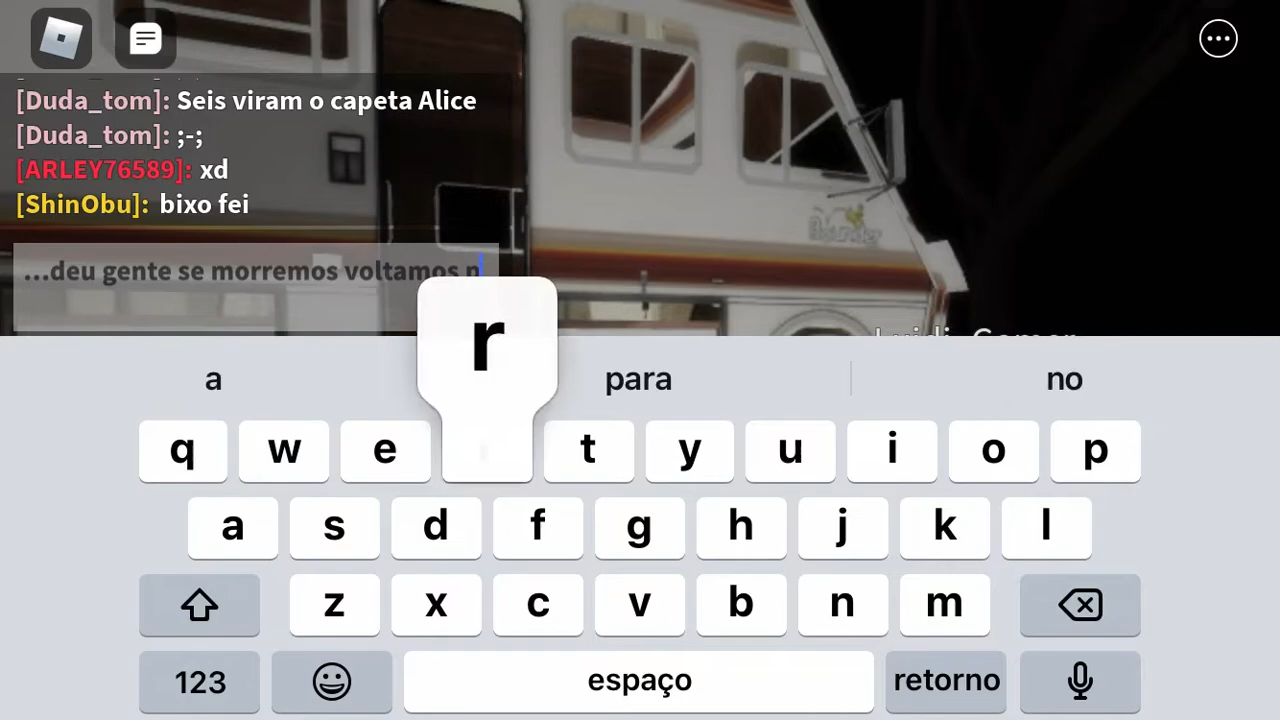 [Duda_tom]: Seis viram o capeta Alice
[Duda_tom]: ;-;
[ARLEY76589]: xd
[ShinObu]: bixo fei
...deu gente se morremos voltamos n
r
a para no
q w e t y u i o p
a s d f g h j k l
z x c v b n m
123 espaço retorno